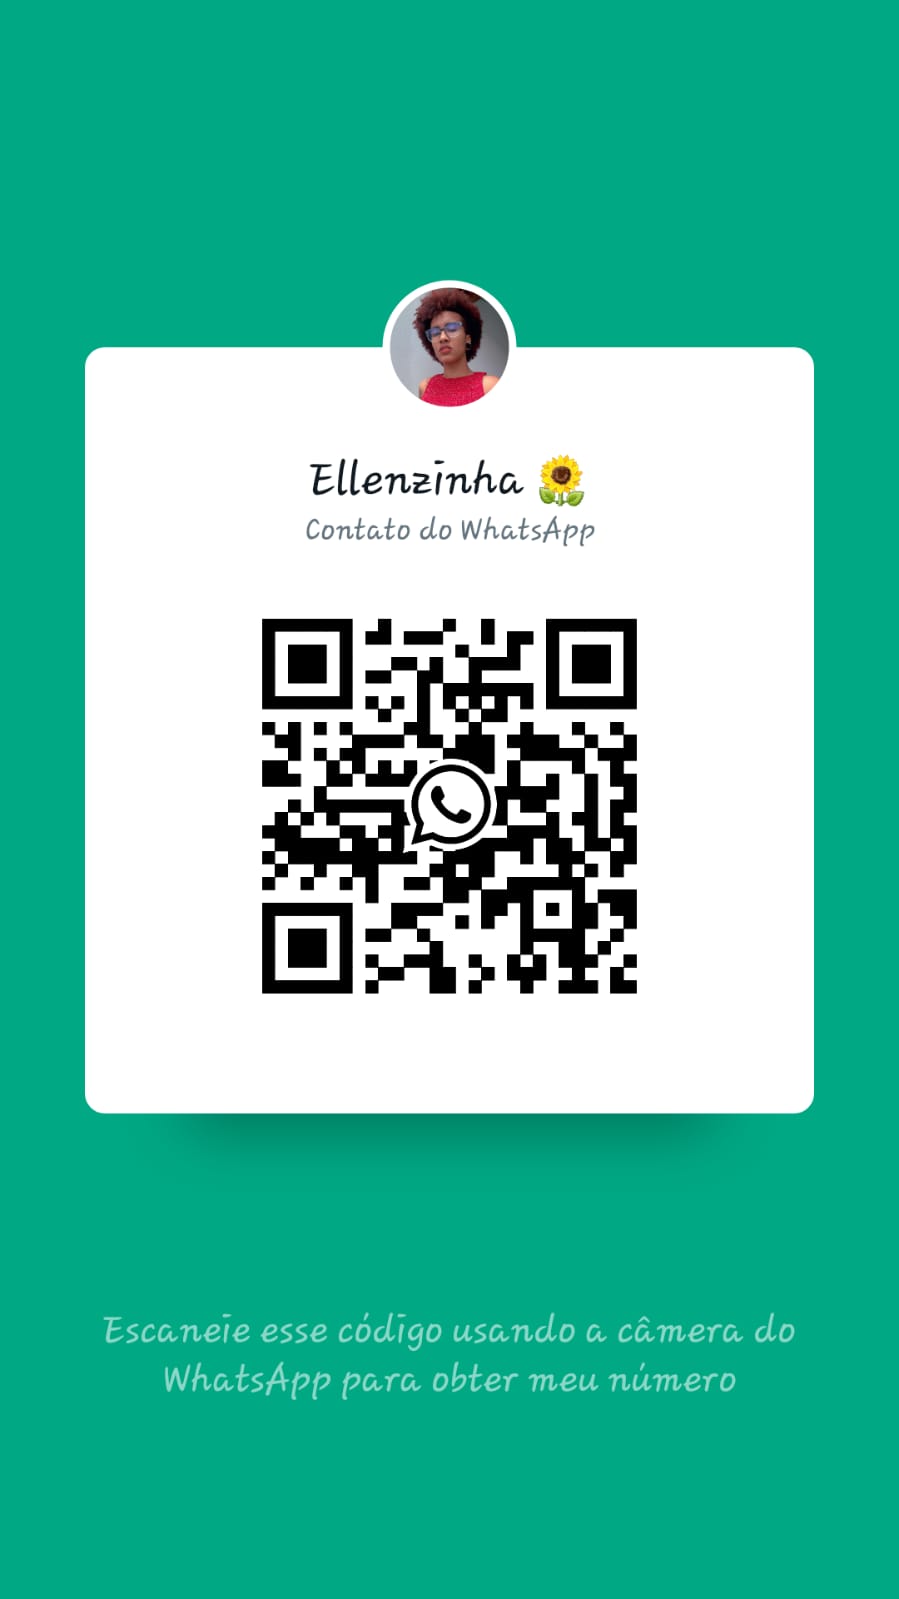 Ellenzinha 🌻
Contato do WhatsApp
Escaneie esse código usando a câmera do
WhatsApp para obter meu número